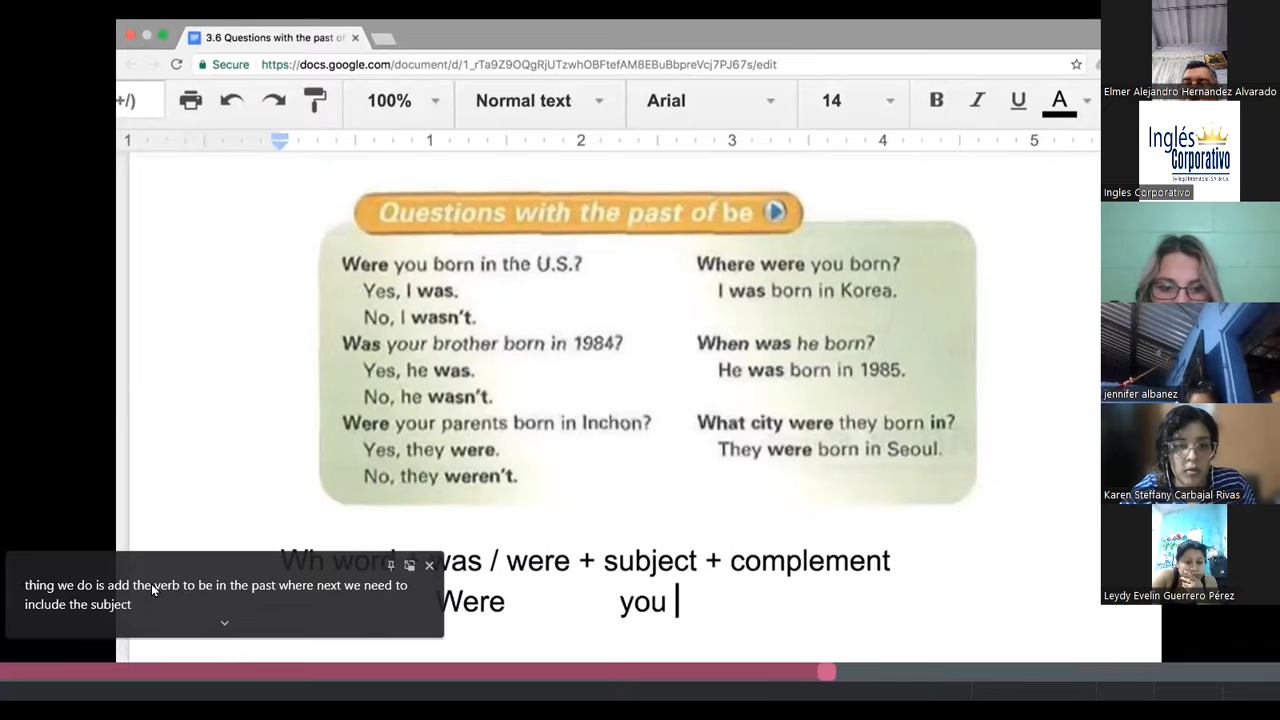 3.6 Questions with the past of
Secure
https://docs.google.com/document/d/1_rTa9Z9OQgRjUTzwhOBFtefAM8EBuBbpreVcj7PJ67s/edit
+/)
100%
Normal text
Arial
14
B I U A
1 1 2 3 4 5
Questions with the past of be
Were you born in the U.S.?
Yes, I was.
No, I wasn't.
Was your brother born in 1984?
Yes, he was.
No, he wasn't.
Were your parents born in Inchon?
Yes, they were.
No, they weren't.
Where were you born?
I was born in Korea.
When was he born?
He was born in 1985.
What city were they born in?
They were born in Seoul.
Wh word + was / were + subject + complement
Were you
thing we do is add the verb to be in the past where next we need to
include the subject
Elmer Alejandro Hernandez Alvarado
Inglés
Corporativo
Ingles Corporativo
jennifer albanez
Karen Steffany Carbajal Rivas
Leydy Evelin Guerrero Pérez